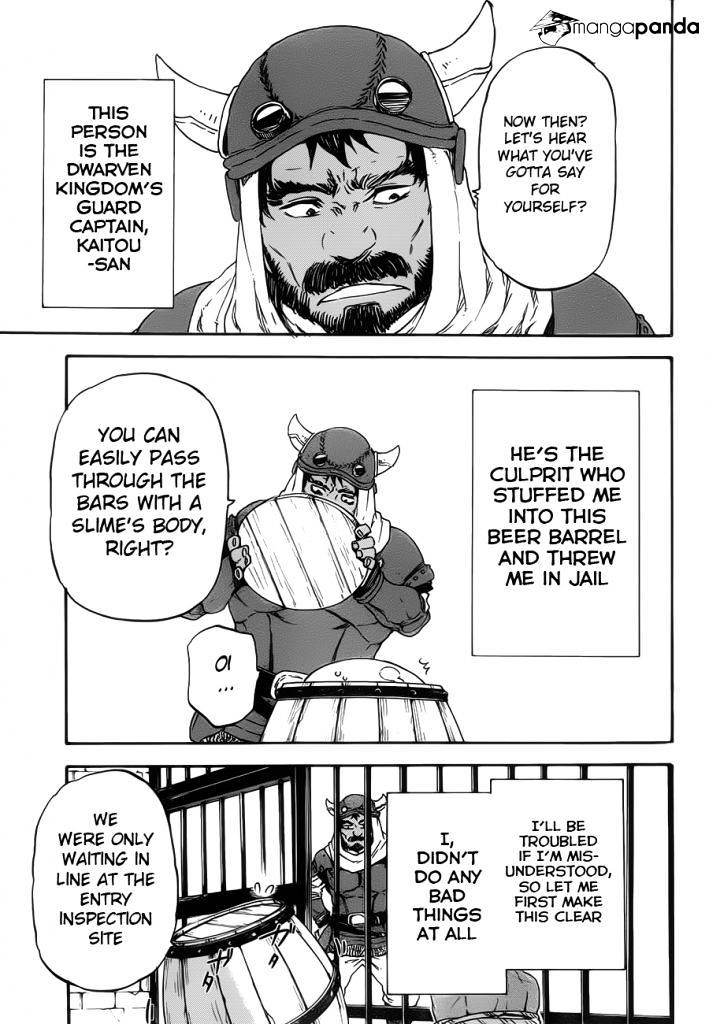 mangapanda
NOW THEN?
LET'S HEAR
WHAT YOU'VE
GOTTA SAY
FOR
YOURSELF?
THIS
PERSON
IS THE
DWARVEN
KINGDOM'S
GUARD
CAPTAIN,
KAITOU
-SAN
HE'S THE
CULPRIT WHO
STUFFED ME
INTO THIS
BEER BARREL
AND THREW
ME IN JAIL
YOU CAN
EASILY PASS
THROUGH THE
BARS WITH A
SLIME'S BODY,
RIGHT?
OI
...
I'LL BE
TROUBLED
IF I'M MIS-
UNDERSTOOD,
SO LET ME
FIRST MAKE
THIS CLEAR
I,
DIDN'T
DO ANY
BAD
THINGS
AT ALL
WE
WERE ONLY
WAITING IN
LINE AT THE
ENTRY
INSPECTION
SITE